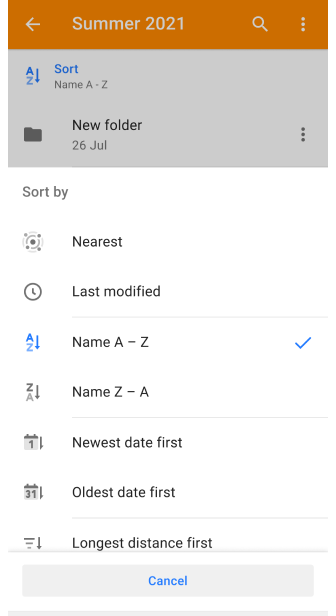 Summer 2021
Sort
Name A - Z
New folder
26 Jul
Sort by
Nearest
Last modified
Name A – Z
Name Z – A
Newest date first
Oldest date first
Longest distance first
Cancel